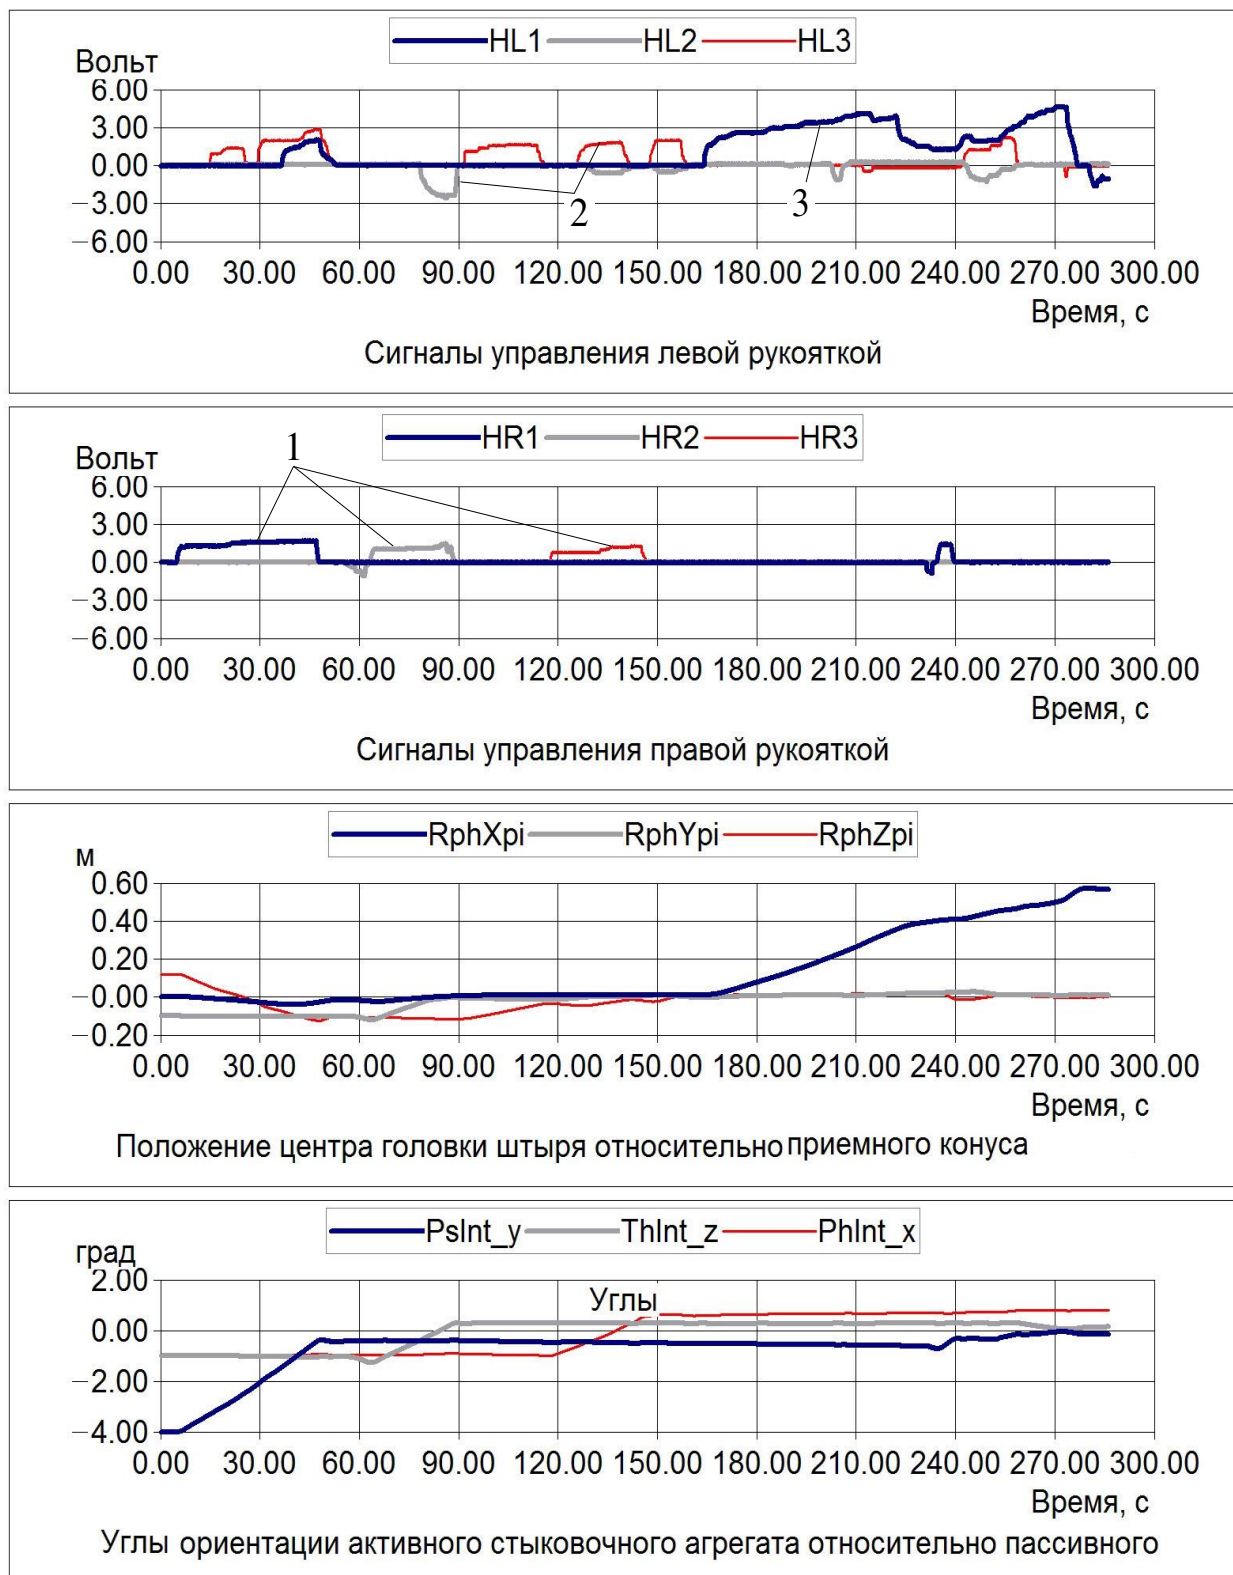 HL1 HL2 HL3
Вольт
6.00
3.00
0.00
−3.00
−6.00
2
3
0.00 30.00 60.00 90.00 120.00 150.00 180.00 210.00 240.00 270.00 300.00
Время, с
Сигналы управления левой рукояткой
HR1 HR2 HR3
Вольт
1
6.00
3.00
0.00
−3.00
−6.00
0.00 30.00 60.00 90.00 120.00 150.00 180.00 210.00 240.00 270.00 300.00
Время, с
Сигналы управления правой рукояткой
RphXpi RphYpi RphZpi
м
0.60
0.40
0.20
−0.00
−0.20
0.00 30.00 60.00 90.00 120.00 150.00 180.00 210.00 240.00 270.00 300.00
Время, с
Положение центра головки штыря относительно приемного конуса
PsInt_y ThInt_z PhInt_x
град
2.00
Углы
0.00
−2.00
−4.00
0.00 30.00 60.00 90.00 120.00 150.00 180.00 210.00 240.00 270.00 300.00
Время, с
Углы ориентации активного стыковочного агрегата относительно пассивного